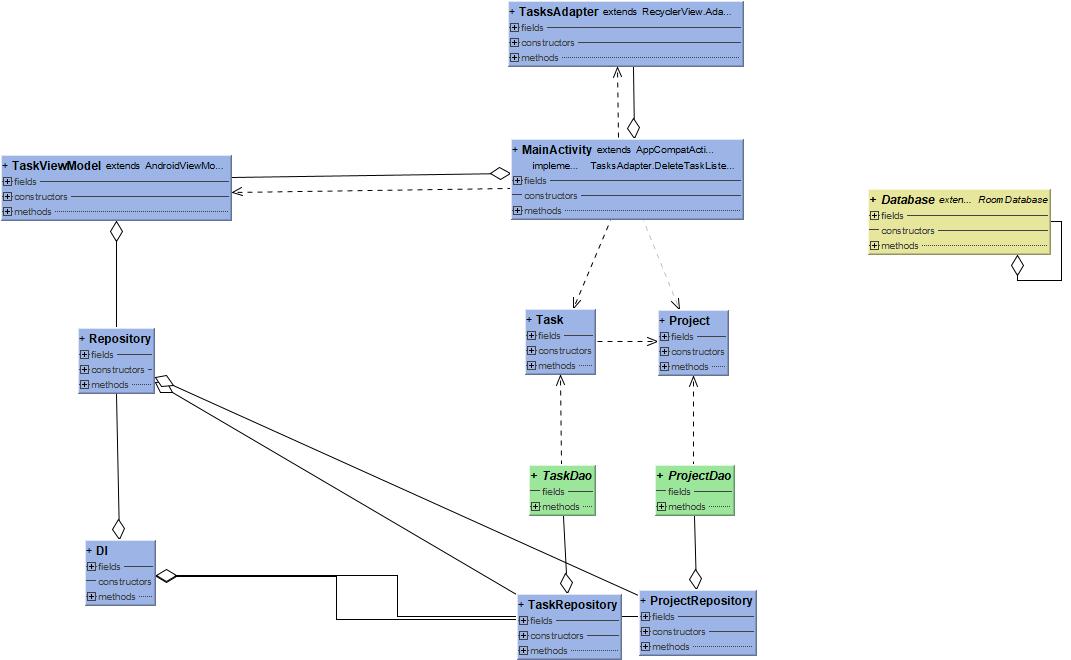 + TasksAdapter extends RecyclerView.Ada...
fields
constructors
methods
+ MainActivity extends AppCompatActi...
impleme... TasksAdapter.DeleteTaskListe...
fields
constructors
methods
+ TaskViewModel extends AndroidViewMo...
fields
constructors
methods
+ Database exten... RoomDatabase
fields
constructors
methods
+ Task
fields
constructors
methods
+ Project
fields
constructors
methods
+ Repository
fields
constructors
methods
+ TaskDao
fields
methods
+ ProjectDao
fields
methods
+ DI
fields
constructors
methods
+ TaskRepository
fields
constructors
methods
+ ProjectRepository
fields
constructors
methods